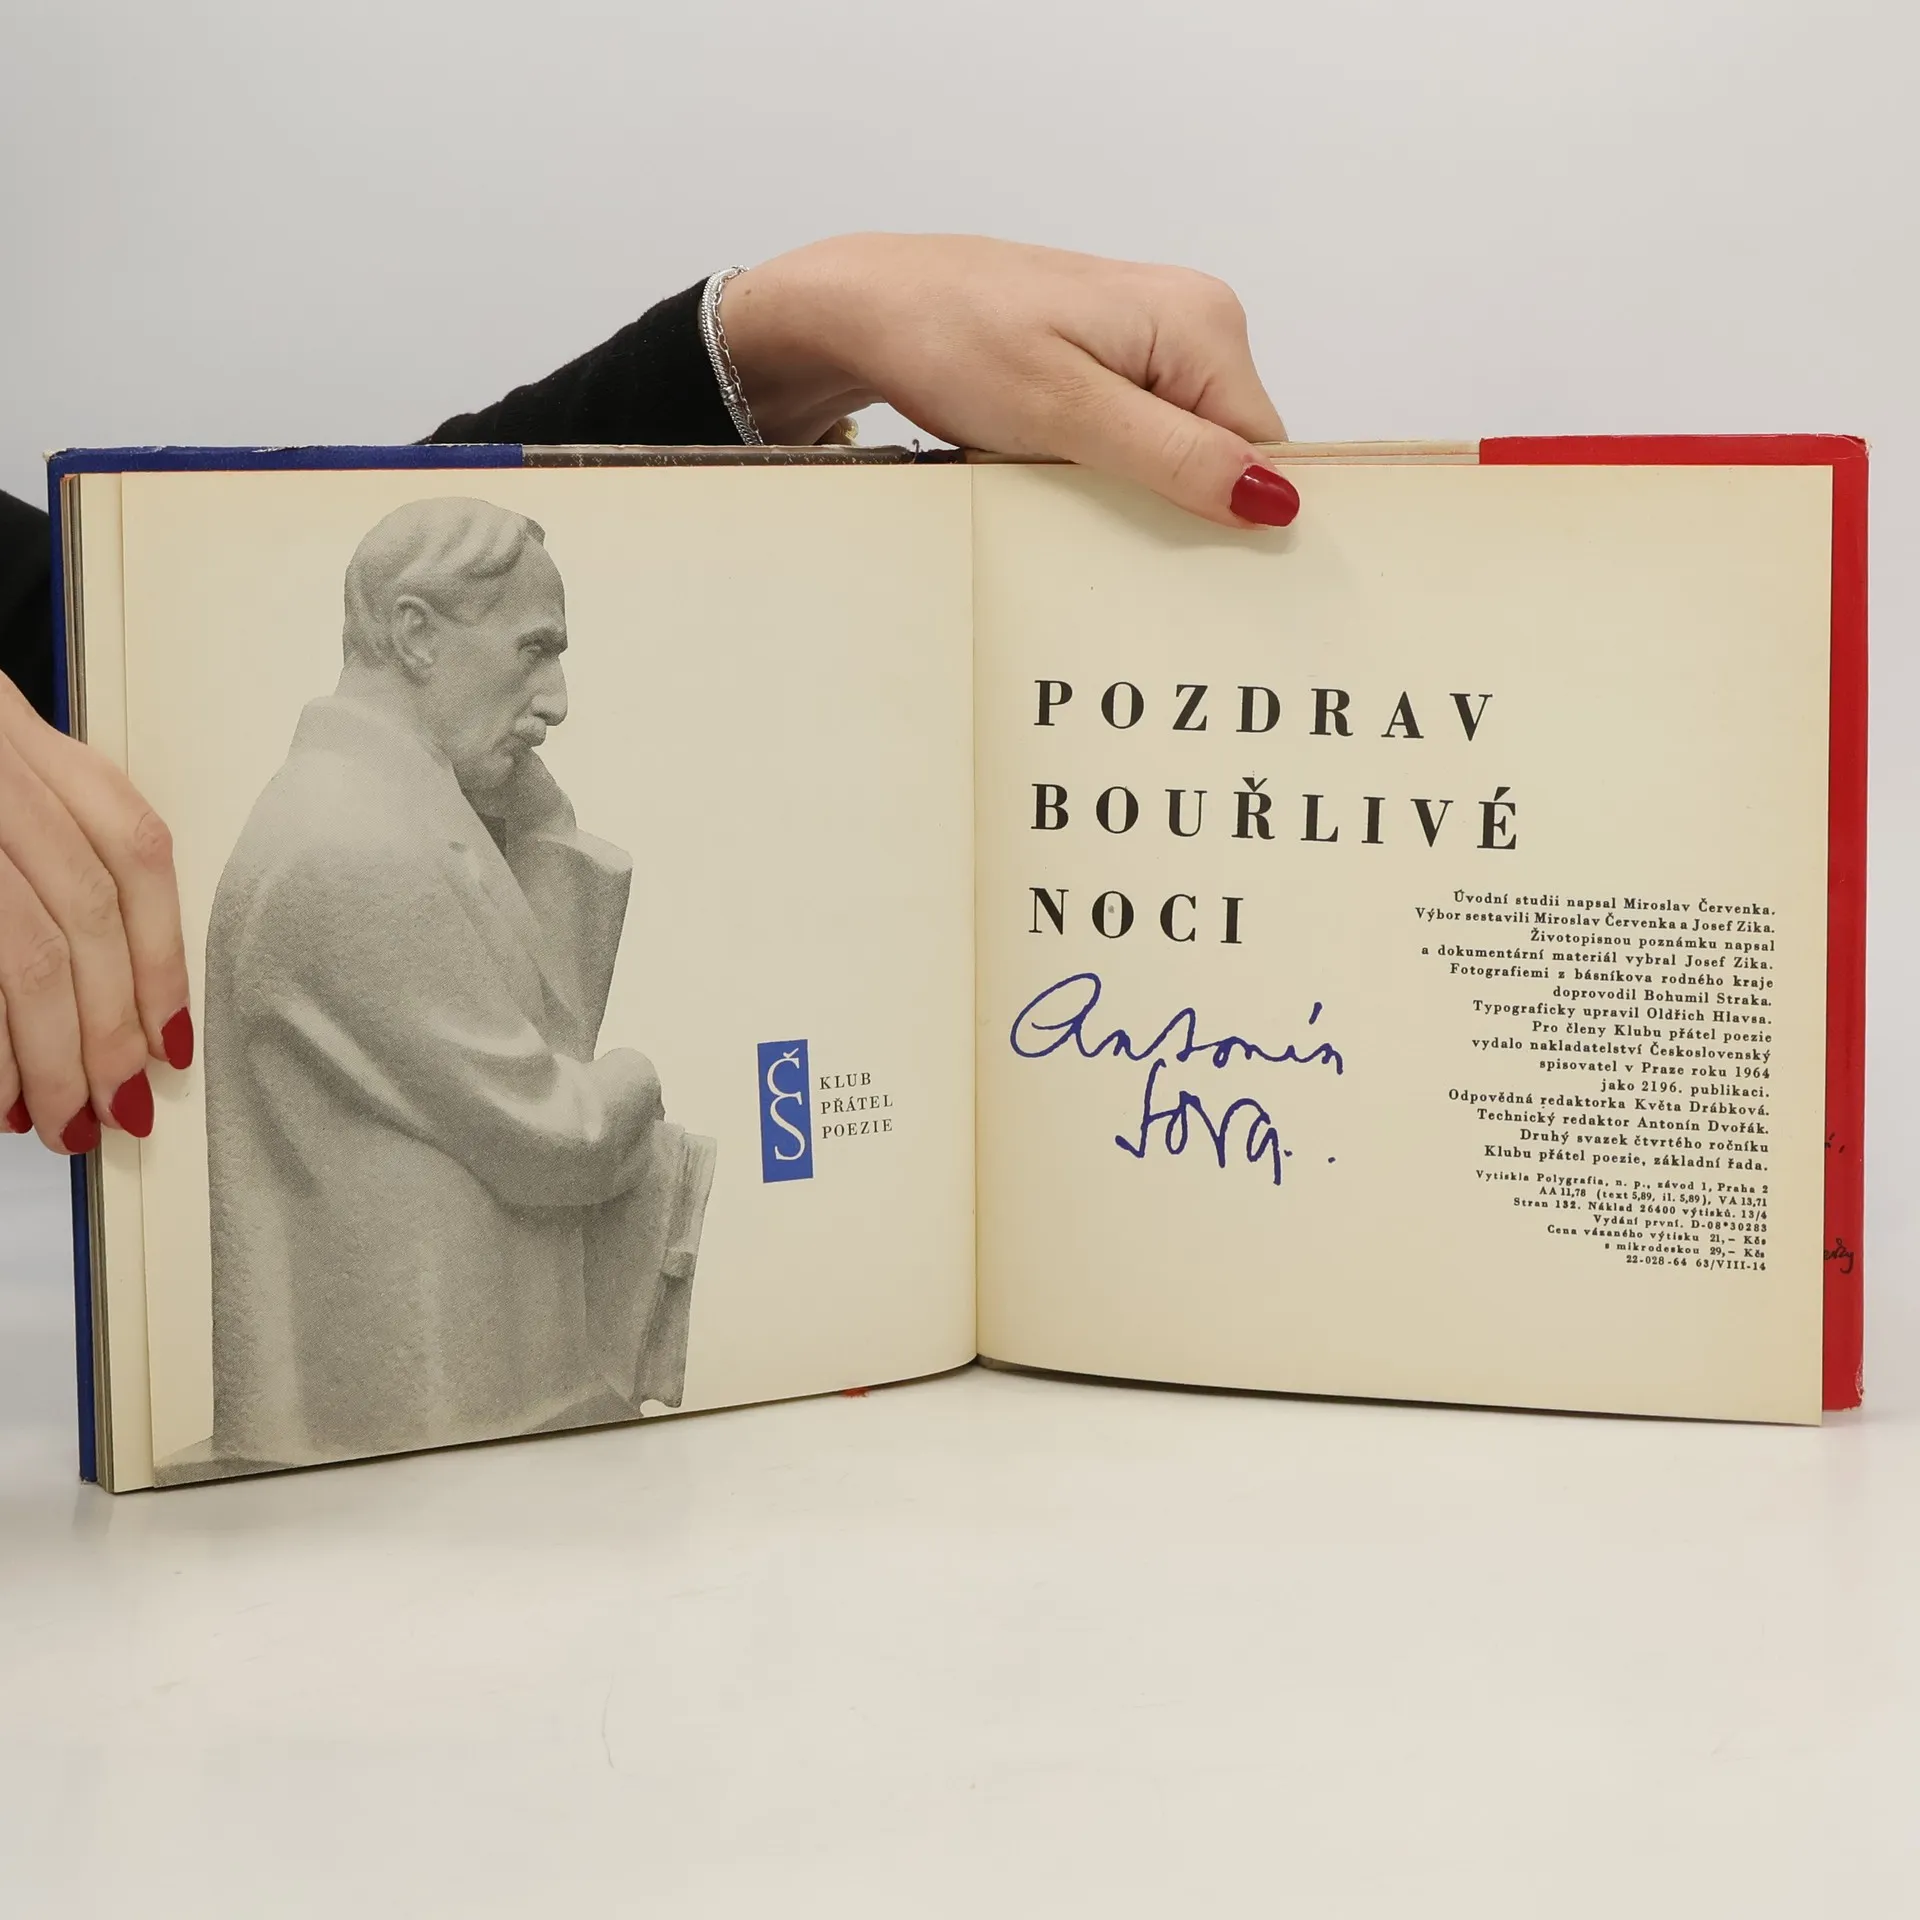 ČS
KLUB
PŘÁTEL
POEZIE
POZDRAV
BOUŘLIVÉ
NOCI
Antonín
Sova.
Úvodní studii napsal Miroslav Červenka.
Výbor sestavili Miroslav Červenka a Josef Zika.
Životopisnou poznámku napsal
a dokumentární materiál vybral Josef Zika.
Fotografiemi z básníkova rodného kraje
doprovodil Bohumil Straka.
Typograficky upravil Oldřich Hlavsa.
Pro členy Klubu přátel poezie
vydalo nakladatelství Československý
spisovatel v Praze roku 1964
jako 2196. publikaci.
Odpovědná redaktorka Květa Drábková.
Technický redaktor Antonín Dvořák.
Druhý svazek čtvrtého ročníku
Klubu přátel poezie, základní řada.
Vytiskla Polygrafia, n. p., závod 1, Praha 2
AA 11,78 (text 5,89, il. 5,89), VA 13,71
Stran 132. Náklad 26400 výtisků. 13/4
Vydání první. D-08*30283
Cena vázaného výtisku 21,– Kčs
s mikrodeskou 29,– Kčs
22-028-64 63/VIII-14